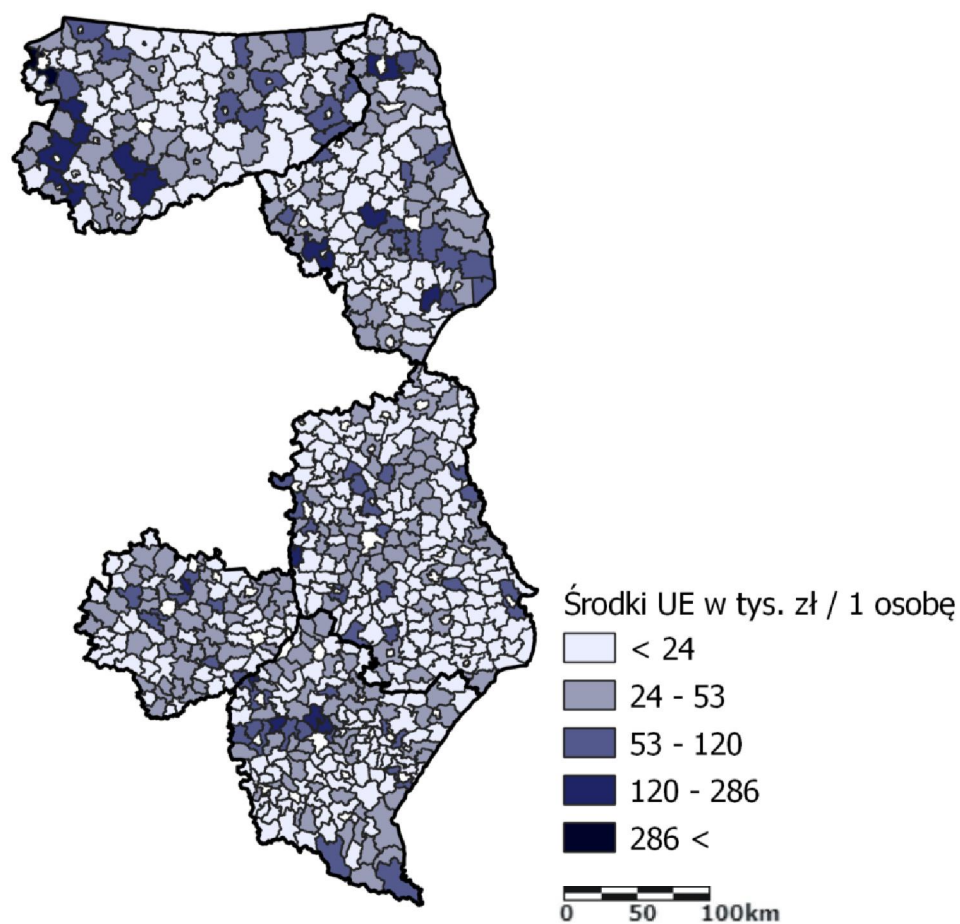 Środki UE w tys. zł / 1 osobę
< 24
24 - 53
53 - 120
120 - 286
286 <
0 50 100km